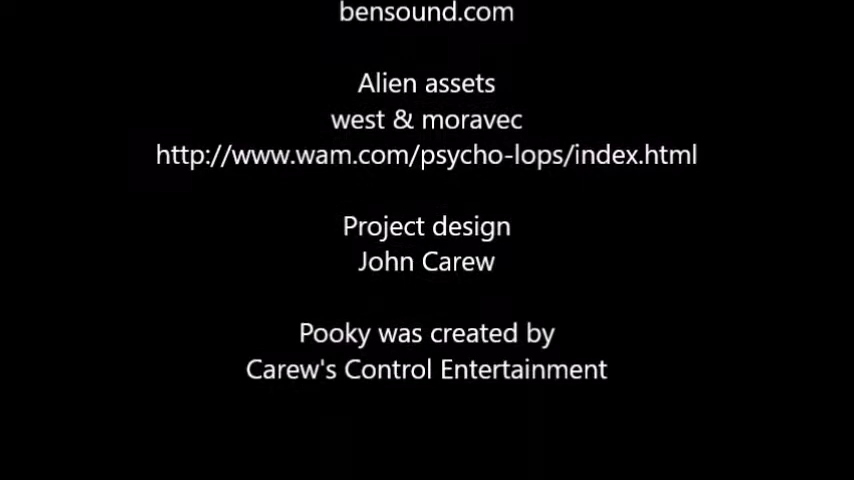 bensound.com
Alien assets
west & moravec
http://www.wam.com/psycho-lops/index.html
Project design
John Carew
Pooky was created by
Carew's Control Entertainment